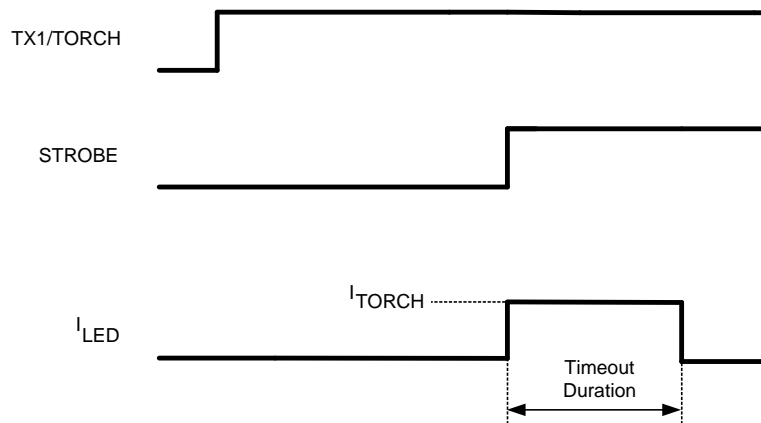 TX1/TORCH
STROBE
ITORCH
ILED
Timeout
Duration